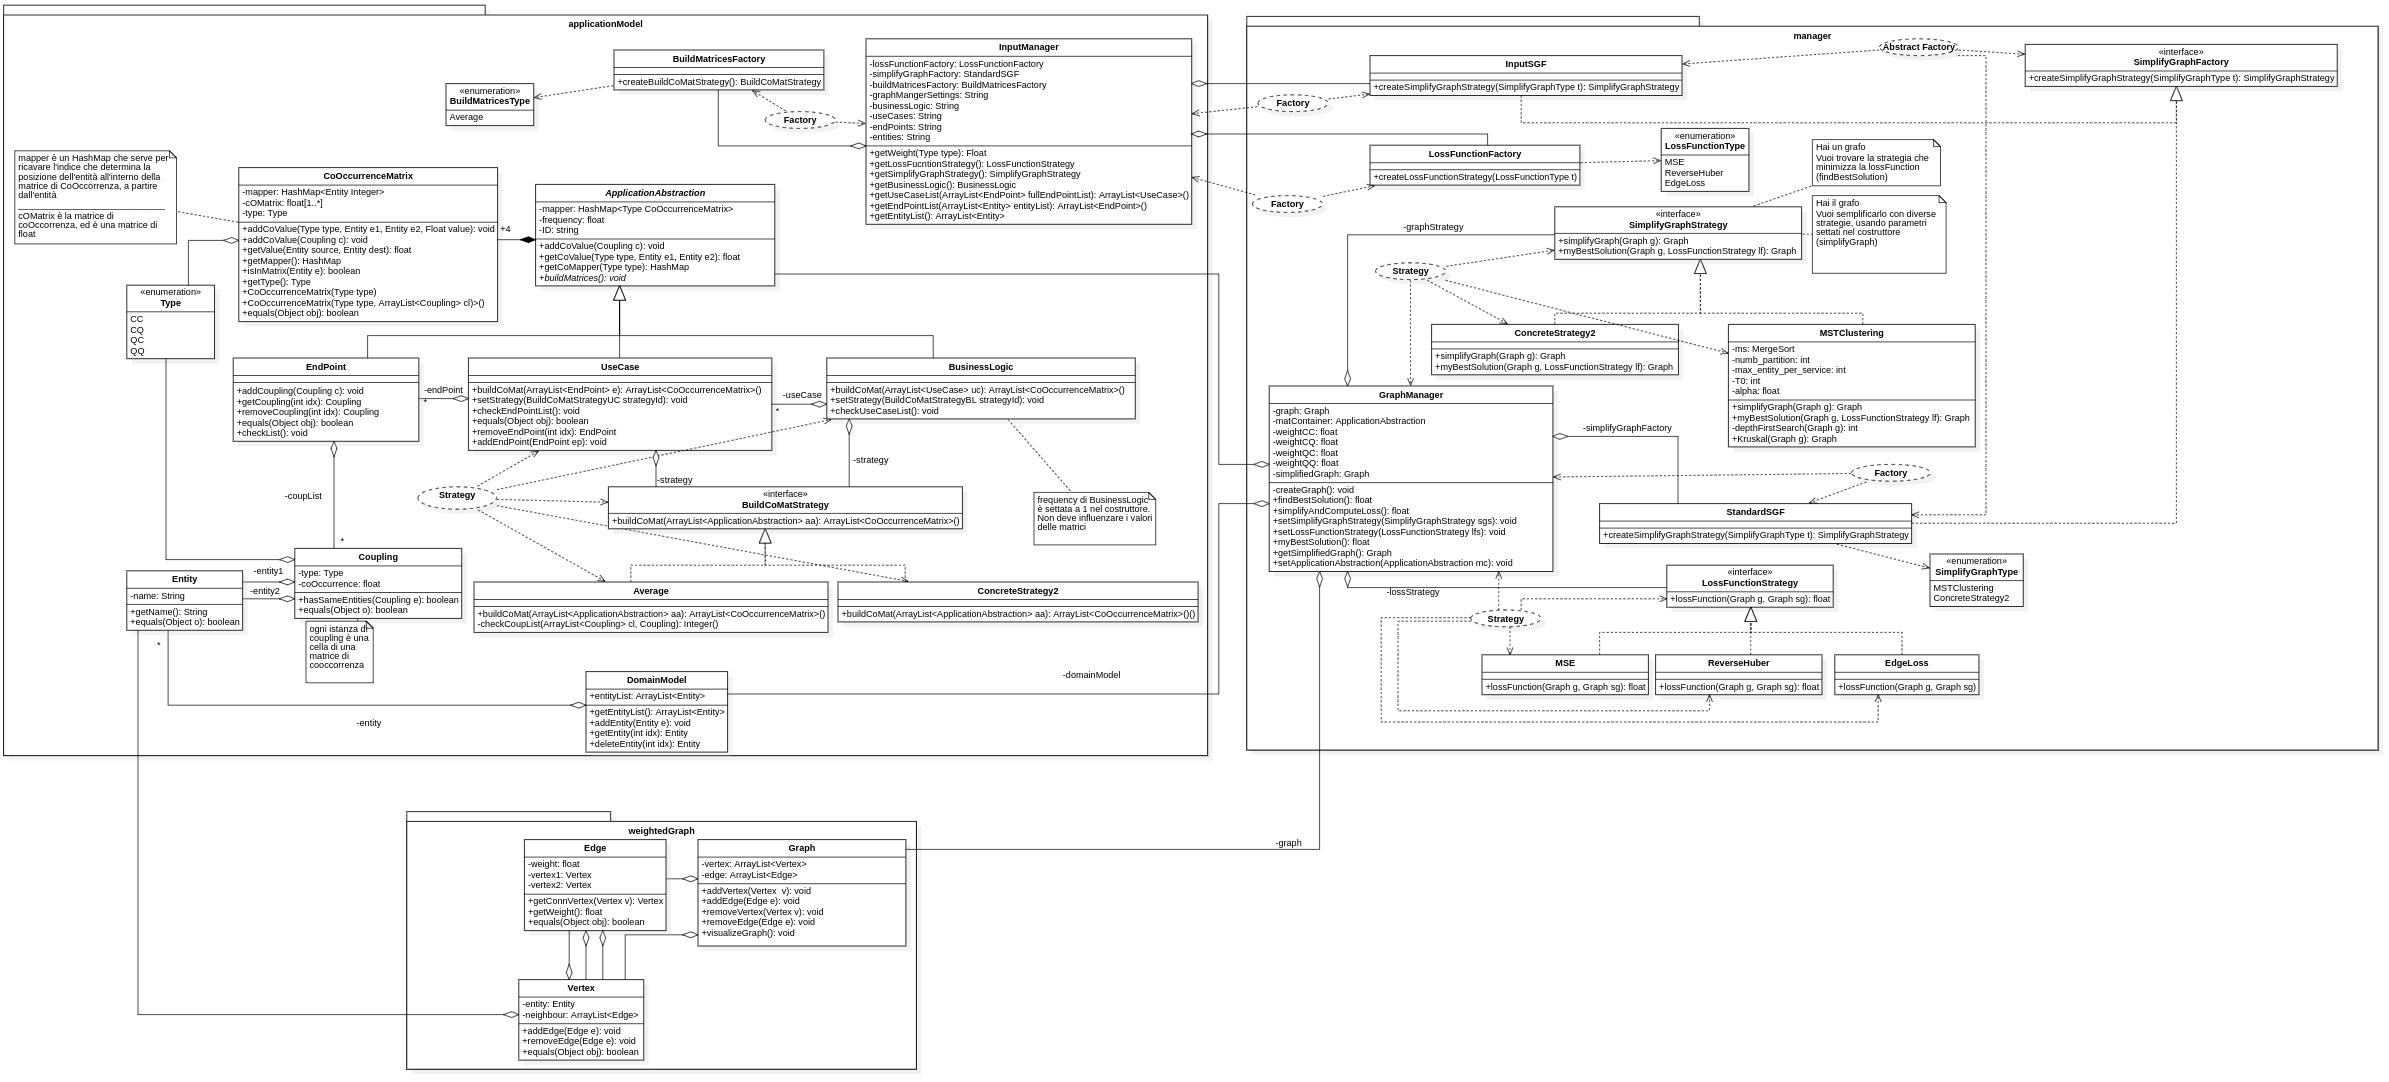 applicationModel
BuildMatricesFactory
+createBuildCoMatStrategy(): BuildCoMatStrategy
«enumeration»
BuildMatricesType
Average
Factory
InputManager
-lossFunctionFactory: LossFunctionFactory
-simplifyGraphFactory: StandardSGF
-buildMatricesFactory: BuildMatricesFactory
-graphMangerSettings: String
-businessLogic: String
-useCases: String
-endPoints: String
-entities: String
+getWeight(Type type): Float
+getLossFucntionStrategy(): LossFunctionStrategy
+getSimplifyGraphStrategy(): SimplifyGraphStrategy
+getBusinessLogic(): BusinessLogic
+getUseCaseList(ArrayList<EndPoint> fullEndPointList): ArrayList<UseCase>()
+getEndPointList(ArrayList<Entity> entityList): ArrayList<EndPoint>()
+getEntityList(): ArrayList<Entity>
mapper è un HashMap che serve per
ricavare l'indice che determina la
posizione dell'entità all'interno della
matrice di CoOccorrenza, a partire
dall'entità
cOMatrix è la matrice di
coOccorrenza, ed è una matrice di
float
CoOccurrenceMatrix
-mapper: HashMap<Entity Integer>
-cOMatrix: float[1..*]
-type: Type
+addCoValue(Type type, Entity e1, Entity e2, Float value): void
+addCoValue(Coupling c): void
+getValue(Entity source, Entity dest): float
+getMapper(): HashMap
+isInMatrix(Entity e): boolean
+getType(): Type
+CoOccurrenceMatrix(Type type)
+CoOccurrenceMatrix(Type type, ArrayList<Coupling> cl)>()
+equals(Object obj): boolean
+4
ApplicationAbstraction
-mapper: HashMap<Type CoOccurrenceMatrix>
-frequency: float
-ID: string
+addCoValue(Coupling c): void
+getCoValue(Type type, Entity e1, Entity e2): float
+getCoMapper(Type type): HashMap
+buildMatrices(): void
«enumeration»
Type
CC
CQ
QC
QQ
EndPoint
+addCoupling(Coupling c): void
+getCoupling(int idx): Coupling
+removeCoupling(int idx): Coupling
+equals(Object obj): boolean
+checkList(): void
-endPoint
*
UseCase
+buildCoMat(ArrayList<EndPoint> e): ArrayList<CoOccurrenceMatrix>()
+setStrategy(BuildCoMatStrategyUC strategyId): void
+checkEndPointList(): void
+equals(Object obj): boolean
+removeEndPoint(int idx): EndPoint
+addEndPoint(EndPoint ep): void
-useCase
*
BusinessLogic
+buildCoMat(ArrayList<UseCase> uc): ArrayList<CoOccurrenceMatrix>()
+setStrategy(BuildCoMatStrategyBL strategyId): void
+checkUseCaseList(): void
-strategy
-strategy
Strategy
-coupList
*
«interface»
BuildCoMatStrategy
+buildCoMat(ArrayList<ApplicationAbstraction> aa): ArrayList<CoOccurrenceMatrix>()
frequency di BusinessLogic
è settata a 1 nel costruttore.
Non deve influenzare i valori
delle matrici
Coupling
-type: Type
-coOccurrence: float
+hasSameEntities(Coupling e): boolean
+equals(Object o): boolean
-entity1
-entity2
Entity
-name: String
+getName(): String
+equals(Object o): boolean
*
ogni istanza di
coupling è una
cella di una
matrice di
cooccorrenza
Average
+buildCoMat(ArrayList<ApplicationAbstraction> aa): ArrayList<CoOccurrenceMatrix>()
-checkCoupList(ArrayList<Coupling> cl, Coupling): Integer()
ConcreteStrategy2
+buildCoMat(ArrayList<ApplicationAbstraction> aa): ArrayList<CoOccurrenceMatrix>()()
DomainModel
+entityList: ArrayList<Entity>
+getEntityList(): ArrayList<Entity>
+addEntity(Entity e): void
+getEntity(int idx): Entity
+deleteEntity(int idx): Entity
-domainModel
-entity
manager
Abstract Factory
«interface»
SimplifyGraphFactory
+createSimplifyGraphStrategy(SimplifyGraphType t): SimplifyGraphStrategy
InputSGF
+createSimplifyGraphStrategy(SimplifyGraphType t): SimplifyGraphStrategy
Factory
LossFunctionFactory
+createLossFunctionStrategy(LossFunctionType t)
«enumeration»
LossFunctionType
MSE
ReverseHuber
EdgeLoss
Factory
Hai un grafo
Vuoi trovare la strategia che
minimizza la lossFunction
(findBestSolution)
Hai il grafo
Vuoi semplificarlo con diverse
strategie, usando parametri
settati nel costruttore
(simplifyGraph)
-graphStrategy
«interface»
SimplifyGraphStrategy
+simplifyGraph(Graph g): Graph
+myBestSolution(Graph g, LossFunctionStrategy lf): Graph
Strategy
ConcreteStrategy2
+simplifyGraph(Graph g): Graph
+myBestSolution(Graph g, LossFunctionStrategy lf): Graph
MSTClustering
-ms: MergeSort
-numb_partition: int
-max_entity_per_service: int
-T0: int
-alpha: float
+simplifyGraph(Graph g): Graph
+myBestSolution(Graph g, LossFunctionStrategy lf): Graph
-depthFirstSearch(Graph g): int
+Kruskal(Graph g): Graph
GraphManager
-graph: Graph
-matContainer: ApplicationAbstraction
-weightCC: float
-weightCQ: float
-weightQC: float
-weightQQ: float
-simplifiedGraph: Graph
-createGraph(): void
+findBestSolution(): float
+simplifyAndComputeLoss(): float
+setSimplifyGraphStrategy(SimplifyGraphStrategy sgs): void
+setLossFunctionStrategy(LossFunctionStrategy lfs): void
+myBestSolution(): float
+getSimplifiedGraph(): Graph
+setApplicationAbstraction(ApplicationAbstraction mc): void
-simplifyGraphFactory
Factory
StandardSGF
+createSimplifyGraphStrategy(SimplifyGraphType t): SimplifyGraphStrategy
«enumeration»
SimplifyGraphType
MSTClustering
ConcreteStrategy2
«interface»
LossFunctionStrategy
+lossFunction(Graph g, Graph sg): float
-lossStrategy
Strategy
MSE
+lossFunction(Graph g, Graph sg): float
ReverseHuber
+lossFunction(Graph g, Graph sg): float
EdgeLoss
+lossFunction(Graph g, Graph sg)
weightedGraph
Edge
-weight: float
-vertex1: Vertex
-vertex2: Vertex
+getConnVertex(Vertex v): Vertex
+getWeight(): float
+equals(Object obj): boolean
Graph
-vertex: ArrayList<Vertex>
-edge: ArrayList<Edge>
+addVertex(Vertex  v): void
+addEdge(Edge e): void
+removeVertex(Vertex v): void
+removeEdge(Edge e): void
+visualizeGraph(): void
-graph
Vertex
-entity: Entity
-neighbour: ArrayList<Edge>
+addEdge(Edge e): void
+removeEdge(Edge e): void
+equals(Object obj): boolean